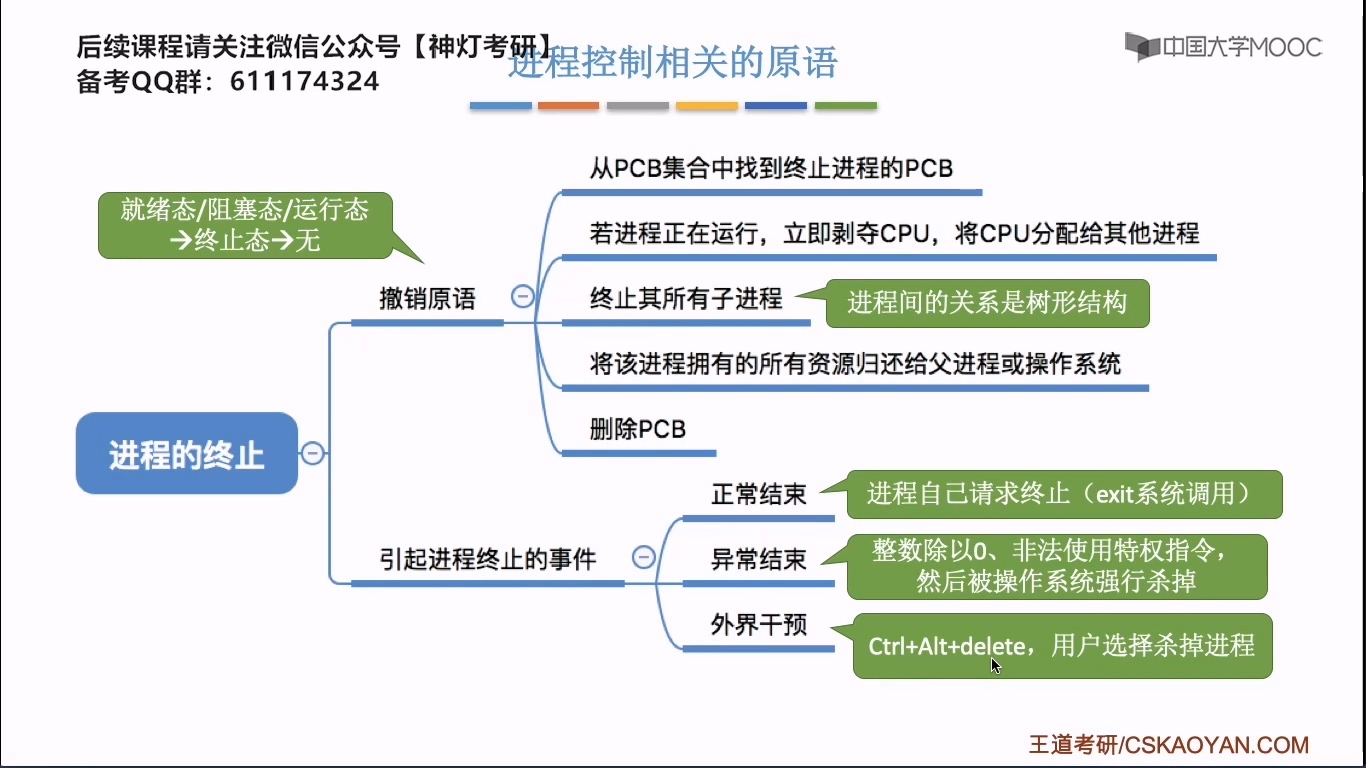 后续课程请关注微信公众号【神灯考研】
备考QQ群：611174324
进程控制相关的原语
中国大学MOOC
从PCB集合中找到终止进程的PCB
就绪态/阻塞态/运行态
→终止态→无
若进程正在运行，立即剥夺CPU，将CPU分配给其他进程
撤销原语
终止其所有子进程
进程间的关系是树形结构
将该进程拥有的所有资源归还给父进程或操作系统
删除PCB
进程的终止
正常结束
进程自己请求终止（exit系统调用）
引起进程终止的事件
异常结束
整数除以0、非法使用特权指令，
然后被操作系统强行杀掉
外界干预
Ctrl+Alt+delete，用户选择杀掉进程
王道考研/CSKAOYAN.COM